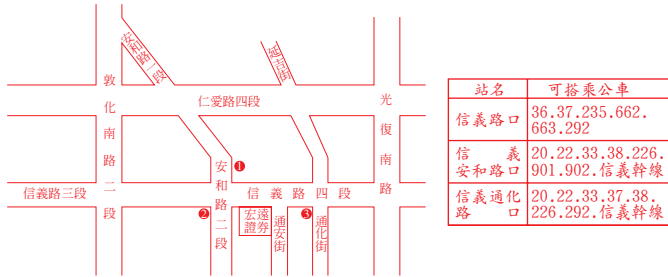 安和路一段
延吉街
敦化南路二段
仁愛路四段
光復南路
❶
安和路二段
信義路三段
信義路四段
❷
宏遠證券
通安街
❸
通化街
站名 可搭乘公車
信義路口 36.37.235.662.
663.292
信義 20.22.33.38.226.
安和路口 901.902.信義幹線
信義通化 20.22.33.37.38.
路口 226.292.信義幹線